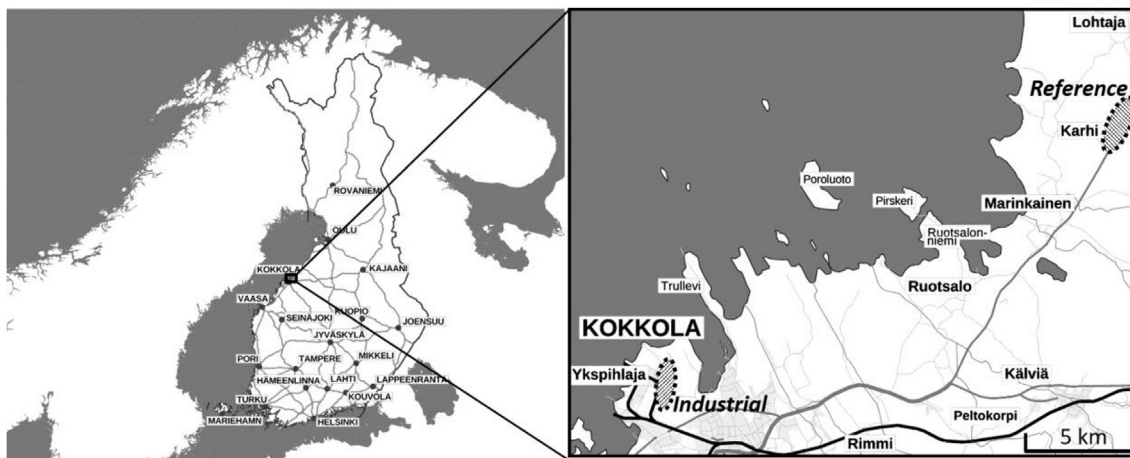 ROVANIEMI
OULU
KOKKOLA
KAJAANI
VAASA
SEINÄJOKI
KUOPIO
JOENSUU
JYVÄSKYLÄ
PORI
TAMPERE
MIKKELI
HÄMEENLINNA
LAHTI
LAPPEENRANTA
KOUVOLA
TURKU
MARIEHAMN
HELSINKI
Lohtaja
Reference
Karhi
Poroluoto
Pirskeri
Marinkainen
Ruotsalon-
niemi
Trullevi
Ruotsalo
KOKKOLA
Ykspihlaja
Industrial
Kälviä
Peltokorpi
Rimmi
5 km